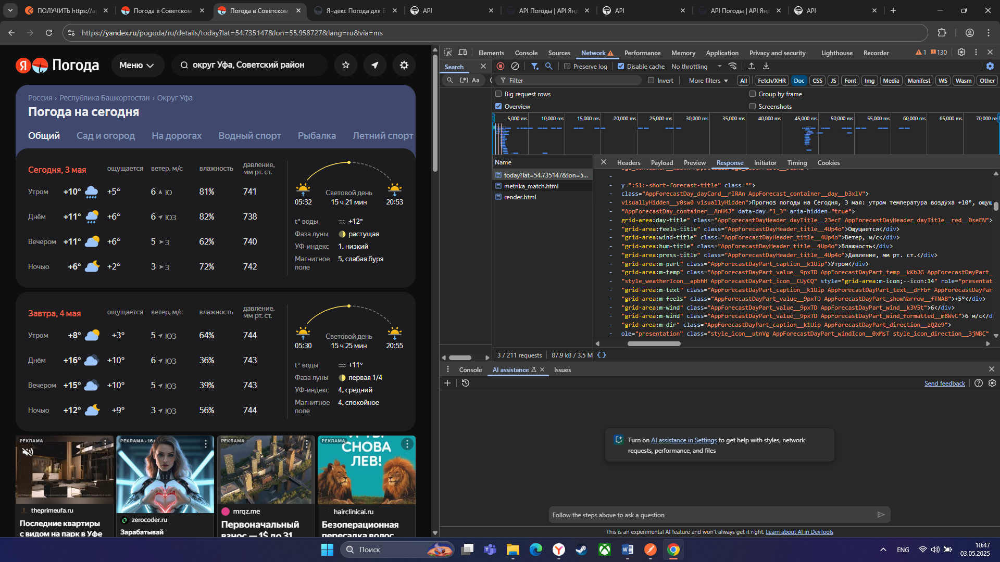 ПОЛУЧИТЬ https://a
Погода в Советском
Погода в Советском
Яндекс Погода для Б
API
API Погоды | API Ян
API
API Погоды | API Ян
API
https://yandex.ru/pogoda/ru/details/today?lat=54.735147&lon=55.958727&lang=ru&via=ms
Я Погода
Меню
округ Уфа, Советский район
Россия › Республика Башкортостан › Округ Уфа
Погода на сегодня
Общий Сад и огород На дорогах Водный спорт Рыбалка Летний спорт
Сегодня, 3 мая ощущается ветер, м/с влажность давление, мм рт. ст.
Утром +10° +5° 6 Ю 81% 741
Днём +11° +6° 6 ЮЗ 82% 738
Вечером +11° +6° 5 З 62% 740
Ночью +6° +2° 3 З 72% 742
05:32
Световой день
15 ч 21 мин
20:53
t° воды +12°
Фаза луны растущая
УФ-индекс 1, низкий
Магнитное поле 5, слабая буря
Завтра, 4 мая ощущается ветер, м/с влажность давление, мм рт. ст.
Утром +8° +3° 5 ЮЗ 64% 744
Днём +16° +10° 6 ЮЗ 36% 743
Вечером +15° +10° 5 ЮЗ 39% 743
Ночью +12° +9° 3 ЮЗ 56% 744
05:30
Световой день
15 ч 25 мин
20:55
t° воды +11°
Фаза луны первая 1/4
УФ-индекс 4, средний
Магнитное поле 4, спокойное
РЕКЛАМА
theprimeufa.ru
Последние квартиры
с видом на парк в Уфе
РЕКЛАМА • 16+
zerocoder.ru
Зарабатывай
РЕКЛАМА
mrqz.me
Первоначальный
взнос — 1$ до 31
РЕКЛАМА
СНОВА
ЛЕВ!
hairclinicai.ru
Безоперационная
пересадка волос
Elements Console Sources Network Performance Memory Application Privacy and security Lighthouse Recorder 1 130
Search
(.*) Aa
Preserve log Disable cache No throttling
Filter Invert More filters All Fetch/XHR Doc CSS JS Font Img Media Manifest WS Wasm Other
Big request rows
Group by frame
Overview
Screenshots
5,000 ms 10,000 ms 15,000 ms 20,000 ms 25,000 ms 30,000 ms 35,000 ms 40,000 ms 45,000 ms 50,000 ms 55,000 ms 60,000 ms 65,000 ms 70,000 ms
Name
today?lat=54.735147&lon=5...
metrika_match.html
render.html
Headers Payload Preview Response Initiator Timing Cookies
-
- y=":S1:-short-forecast-title" class="">
- class="AppForecastDay_dayCard__rIRAn AppForecast_container__day__b3xlV">
- visuallyHidden__y0sw0 visuallyHidden">Прогноз погоды на Сегодня, 3 мая: утром температура воздуха +10°, ощущ
- "AppForecastDay_container__AnH4J" data-day="1_3" aria-hidden="true">
- grid-area:day-title" class="AppForecastDayHeader_dayTitle__23ecF AppForecastDayHeader_dayTitle__red__0seEN">
- "grid-area:feels-title" class="AppForecastDayHeader_title__4Up4o">Ощущается</div>
- "grid-area:wind-title" class="AppForecastDayHeader_title__4Up4o">Ветер, м/с</div>
- "grid-area:hum-title" class="AppForecastDayHeader_title__4Up4o">Влажность</div>
- "grid-area:press-title" class="AppForecastDayHeader_title__4Up4o">Давление, мм рт. ст.</div>
- "grid-area:m-part" class="AppForecastDayPart_caption__k1Uip">Утром</div>
- "grid-area:m-temp" class="AppForecastDayPart_value__9pxTD AppForecastDayPart_temp__kKbJG AppForecastDayPart_
- "style_weatherIcon__apbhH AppForecastDayPart_icon__CUyCQ" style="grid-area:m-icon;--icon:14" role="presentat
- "grid-area:m-text" class="AppForecastDayPart_caption__k1Uip AppForecastDayPart_text__dFFbf AppForecastDayPar
- "grid-area:m-feels" class="AppForecastDayPart_value__9pxTD AppForecastDayPart_showNarrow__fTNAB">+5°</div>
- "grid-area:m-wind" class="AppForecastDayPart_value__9pxTD AppForecastDayPart_wind__k3V5t">6</div>
- "grid-area:m-wind" class="AppForecastDayPart_value__9pxTD AppForecastDayPart_wind_formatted__mBWvC">6 м/с</d
- "grid-area:m-dir" class="AppForecastDayPart_caption__k1Uip AppForecastDayPart_direction__zQ2e9">
- ole="presentation" class="style_icon__utnVg AppForecastDayPart_windIcon__0xMsT style_icon_direction__3jNBC"
3 / 211 requests 87.9 kB / 3.5 M {}
Console AI assistance Issues
Send feedback
Turn on AI assistance in Settings to get help with styles, network
requests, performance, and files
Follow the steps above to ask a question
This is an experimental AI feature and won't always get it right. Learn about AI in DevTools
Поиск
ENG
10:47
03.05.2025